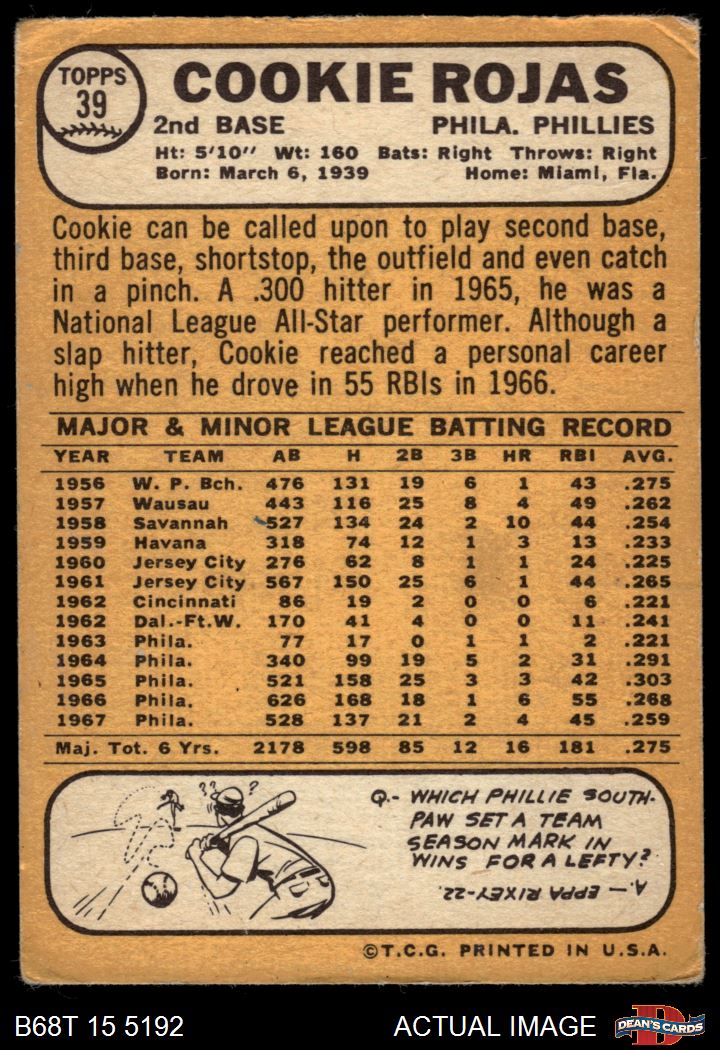 TOPPS
39
COOKIE ROJAS
2nd BASE PHILA. PHILLIES
Ht: 5'10" Wt: 160 Bats: Right Throws: Right
Born: March 6, 1939 Home: Miami, Fla.
Cookie can be called upon to play second base,
third base, shortstop, the outfield and even catch
in a pinch. A .300 hitter in 1965, he was a
National League All-Star performer. Although a
slap hitter, Cookie reached a personal career
high when he drove in 55 RBIs in 1966.
MAJOR & MINOR LEAGUE BATTING RECORD
YEAR TEAM AB H 2B 3B HR RBI AVG.
1956 W. P. Bch. 476 131 19 6 1 43 .275
1957 Wausau 443 116 25 8 4 49 .262
1958 Savannah 527 134 24 2 10 44 .254
1959 Havana 318 74 12 1 3 13 .233
1960 Jersey City 276 62 8 1 1 24 .225
1961 Jersey City 567 150 25 6 1 44 .265
1962 Cincinnati 86 19 2 0 0 6 .221
1962 Dal.-Ft.W. 170 41 4 0 0 11 .241
1963 Phila. 77 17 0 1 1 2 .221
1964 Phila. 340 99 19 5 2 31 .291
1965 Phila. 521 158 25 3 3 42 .303
1966 Phila. 626 168 18 1 6 55 .268
1967 Phila. 528 137 21 2 4 45 .259
Maj. Tot. 6 Yrs. 2178 598 85 12 16 181 .275
?? ?
Q.- WHICH PHILLIE SOUTH-
PAW SET A TEAM
SEASON MARK IN
WINS FOR A LEFTY?
A.- EPPA RIXEY-22.
©T.C.G. PRINTED IN U.S.A.
B68T 15 5192 ACTUAL IMAGE
D
DEAN'S CARDS